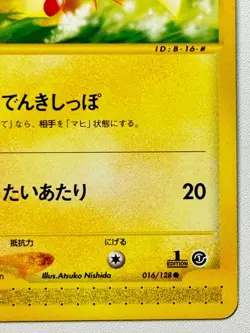 ID:B-16-#
でんきしっぽ
て」なら、相手を「マヒ」状態にする。
たいあたり 20
抵抗力 にげる
1 EDITION
Illus.Atsuko Nishida 016/128 ●